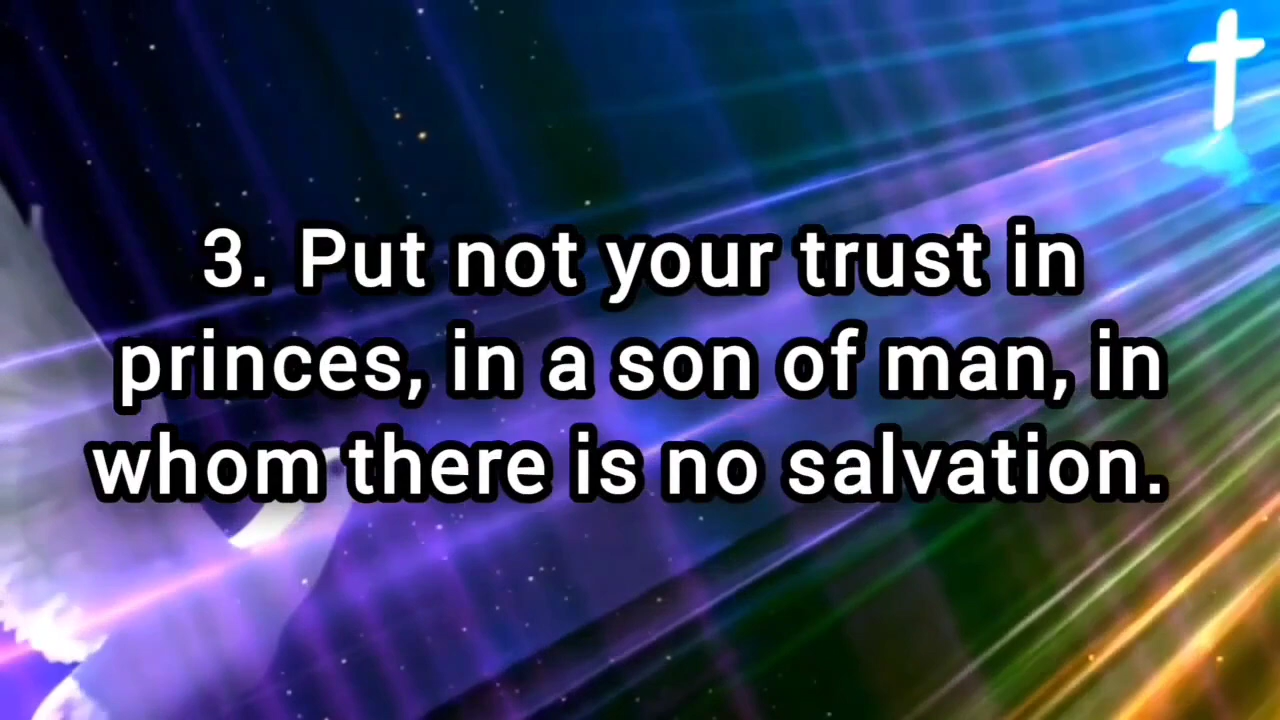 3. Put not your trust in
princes, in a son of man, in
whom there is no salvation.